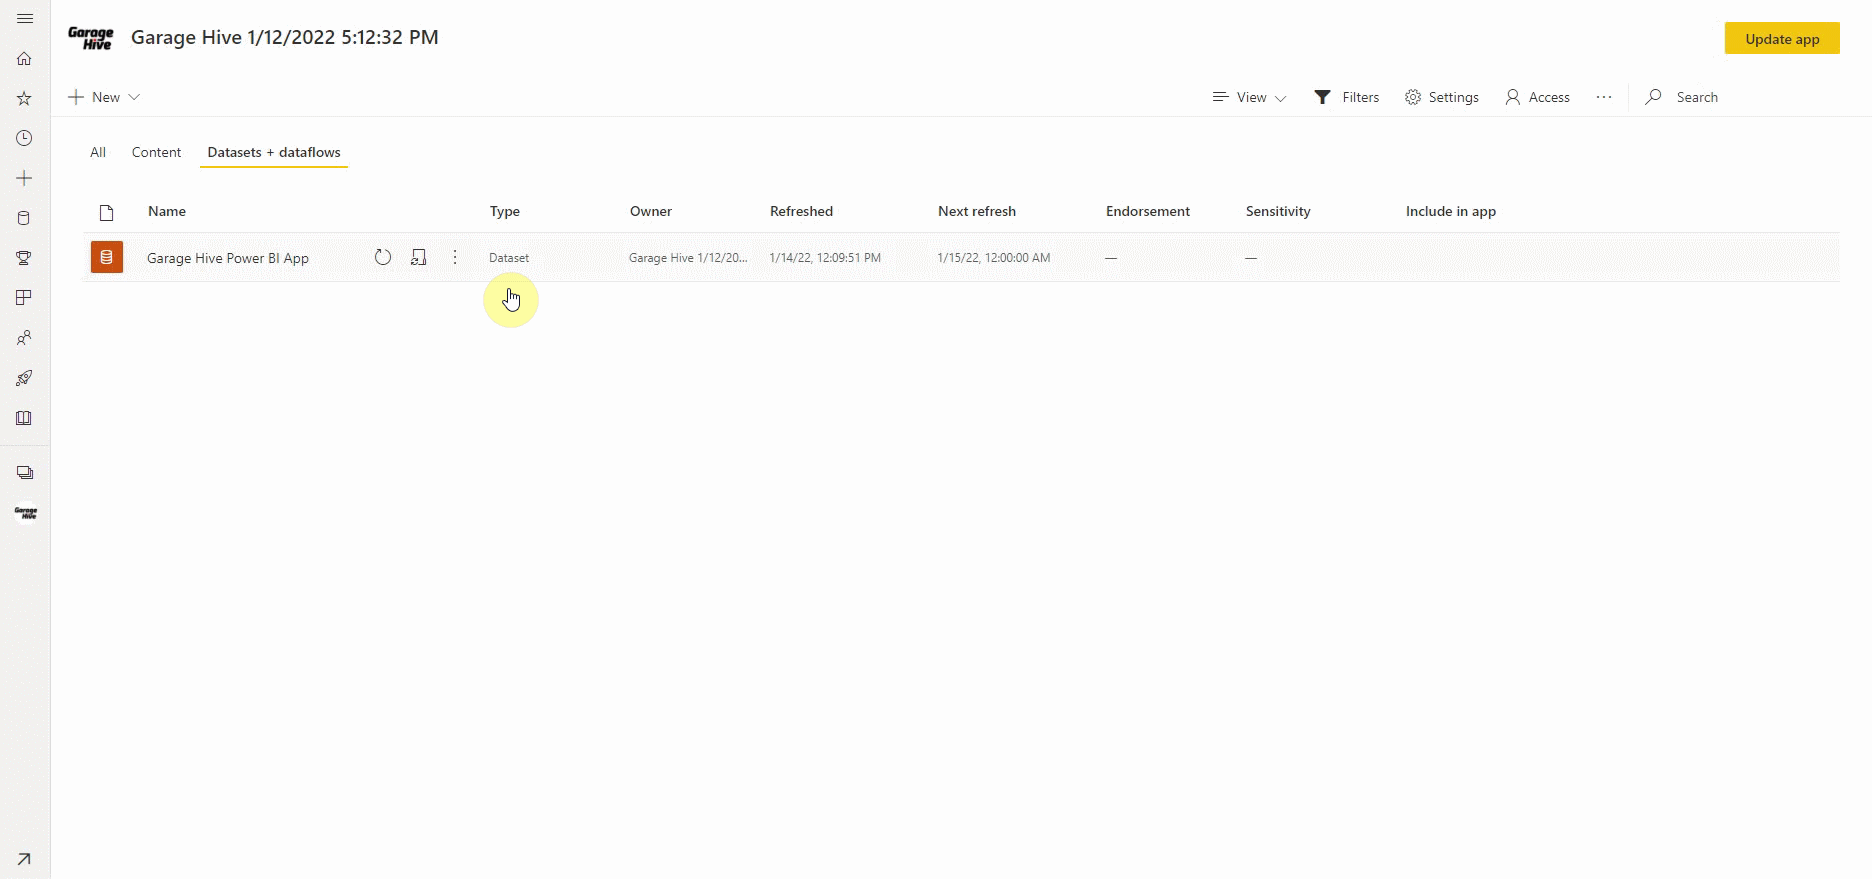 Garage Hive
Garage Hive 1/12/2022 5:12:32 PM
Update app
New
View
Filters
Settings
Access
Search
All
Content
Datasets + dataflows
Name
Type
Owner
Refreshed
Next refresh
Endorsement
Sensitivity
Include in app
Garage Hive Power BI App
Dataset
Garage Hive 1/12/20...
1/14/22, 12:09:51 PM
1/15/22, 12:00:00 AM
—
—
Garage Hive